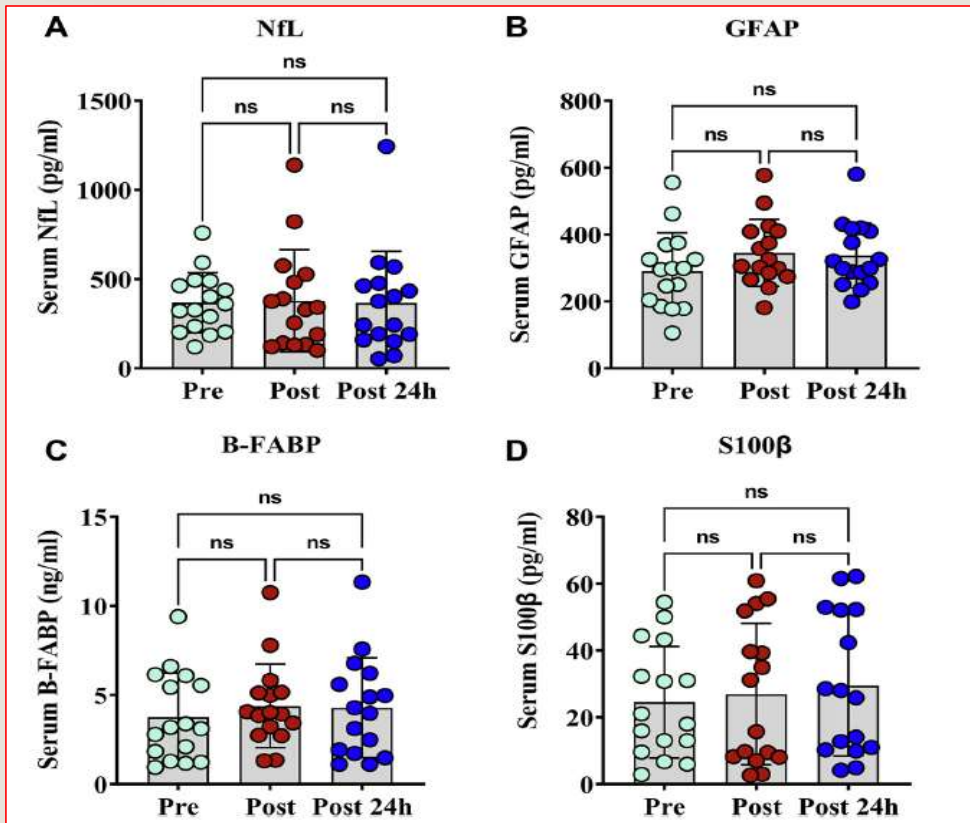 A
NfL
ns
ns
ns
Serum NfL (pg/ml)
1500
1000
500
0
Pre
Post
Post 24h
B
GFAP
ns
ns
ns
Serum GFAP (pg/ml)
800
600
400
200
0
Pre
Post
Post 24h
C
B-FABP
ns
ns
ns
Serum B-FABP (ng/ml)
15
10
5
0
Pre
Post
Post 24h
D
S100β
ns
ns
ns
Serum S100β (pg/ml)
80
60
40
20
0
Pre
Post
Post 24h